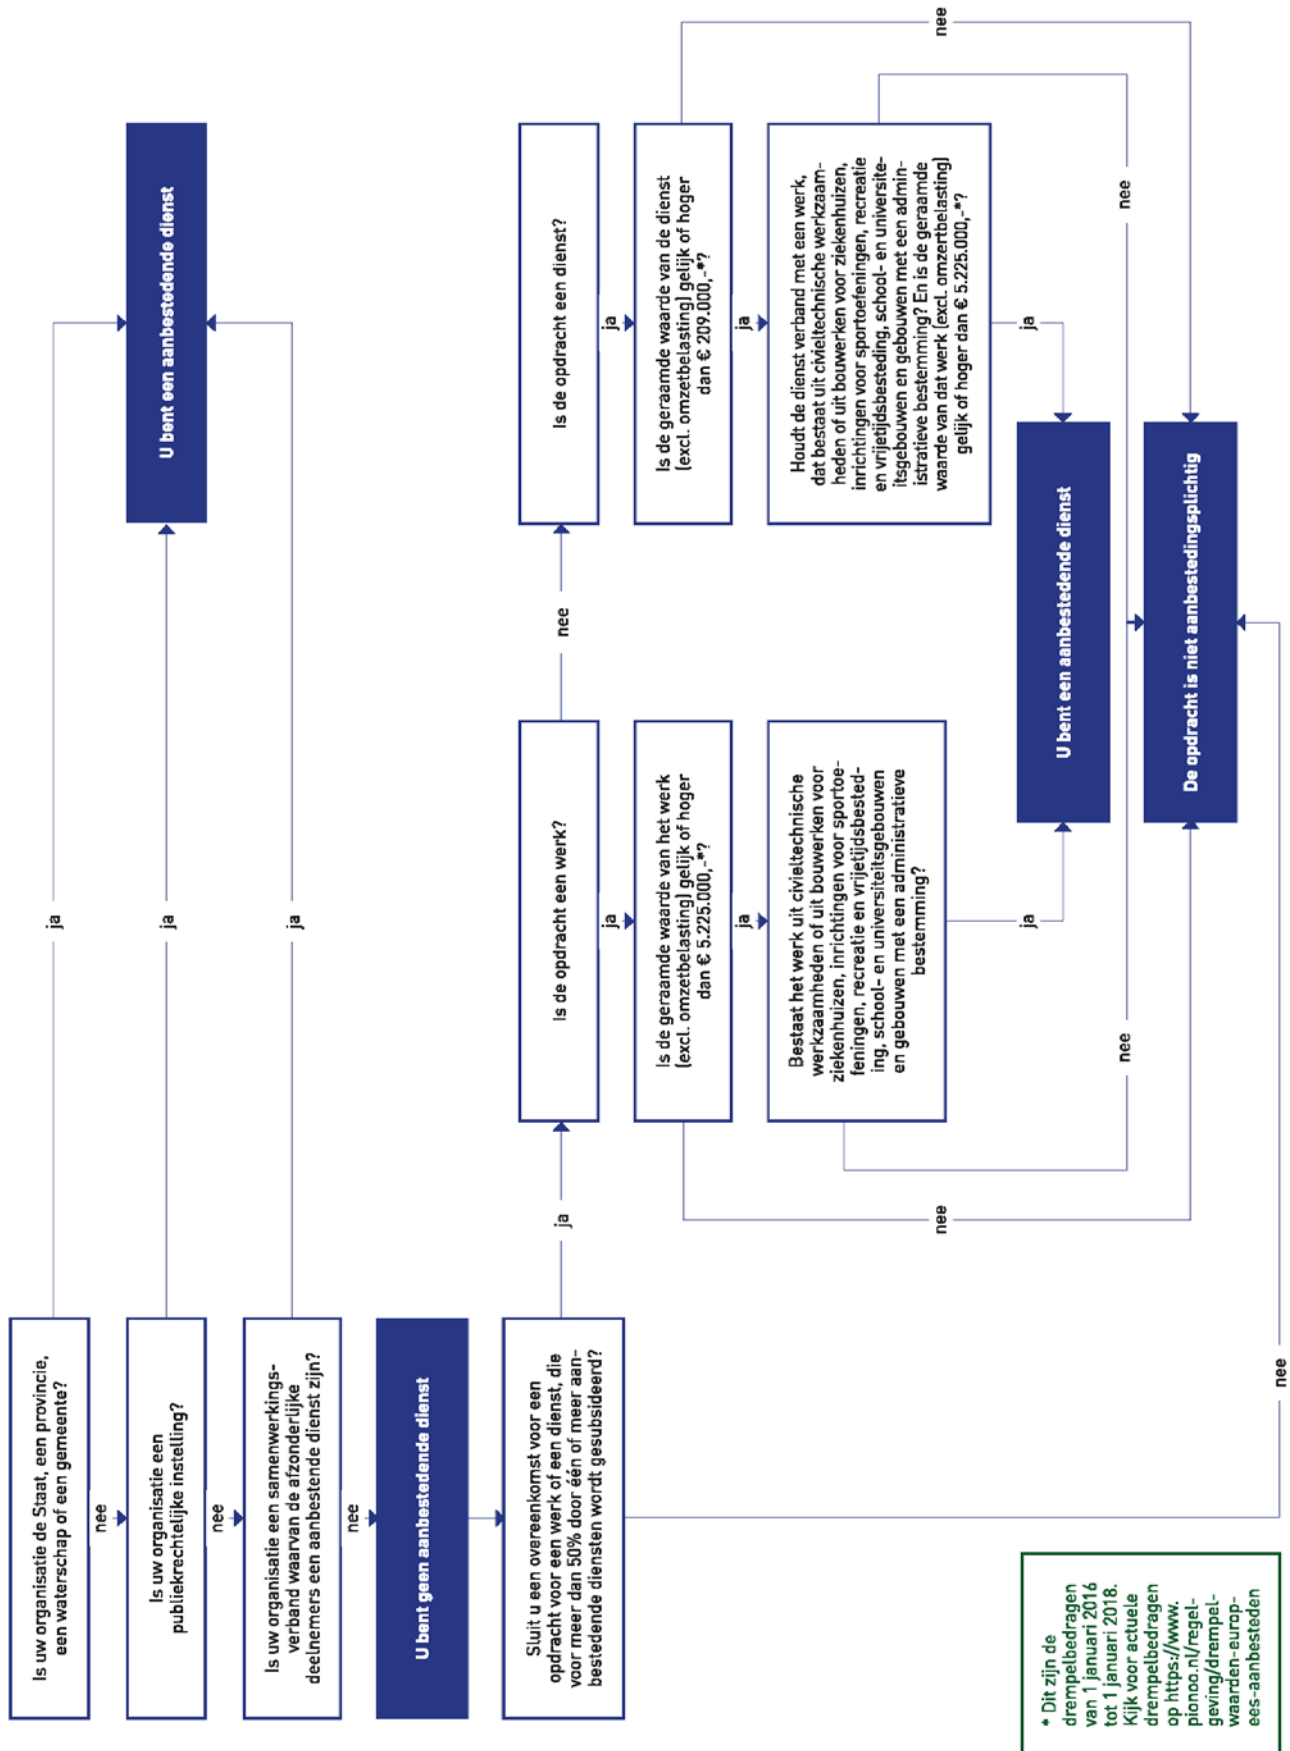 Is uw organisatie de Staat, een provincie,
een waterschap of een gemeente?
ja
nee
Is uw organisatie een
publiekrechtelijke instelling?
ja
nee
Is uw organisatie een samenwerkings-
verband waarvan de afzonderlijke
deelnemers een aanbestende dienst zijn?
ja
nee
U bent een aanbestedende dienst
U bent geen aanbestedende dienst
Sluit u een overeenkomst voor een
opdracht voor een werk of een dienst, die
voor meer dan 50% door één of meer aan-
bestedende diensten wordt gesubsideerd?
ja
nee
Is de opdracht een werk?
nee
ja
Is de geraamde waarde van het werk
(excl. omzetbelasting) gelijk of hoger
dan € 5.225.000,-*?
ja
nee
Bestaat het werk uit civieltechnische
werkzaamheden of uit bouwerken voor
ziekenhuizen, inrichtingen voor sportoe-
feningen, recreatie en vrijetijdsbested-
ing, school- en universiteitsgebouwen
en gebouwen met een administratieve
bestemming?
ja
nee
Is de opdracht een dienst?
ja
Is de geraamde waarde van de dienst
(excl. omzetbelasting) gelijk of hoger
dan € 209.000,-*?
ja
nee
Houdt de dienst verband met een werk,
dat bestaat uit civieltechnische werkzaam-
heden of uit bouwerken voor ziekenhuizen,
inrichtingen voor sportoefeningen, recreatie
en vrijetijdsbesteding, school- en universite-
itsgebouwen en gebouwen met een admin-
istratieve bestemming? En is de geraamde
waarde van dat werk (excl. omzertbelasting)
gelijk of hoger dan € 5.225.000,-*?
ja
nee
U bent een aanbestedende dienst
De opdracht is niet aanbestedingsplichtig
* Dit zijn de
drempelbedragen
van 1 januari 2016
tot 1 januari 2018.
Kijk voor actuele
drempelbedragen
op https://www.
pionoo.nl/regel-
geving/drempel-
waarden-europ-
ees-aanbesteden